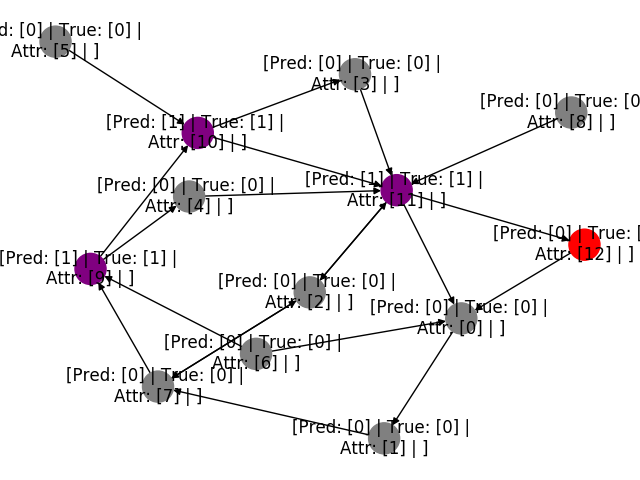 d: [0] | True: [0] |
Attr: [5] | ]
[Pred: [0] | True: [0] |
Attr: [3] | ]
[Pred: [0] | True: [0
Attr: [8] | ]
[Pred: [1] | True: [1] |
Attr: [10] | ]
[Pred: [0] | True: [0] |
Attr: [4] | ]
[Pred: [1] | True: [1] |
Attr: [11] | ]
[Pred: [0] | True: [
Attr: [12] | ]
[Pred: [1] | True: [1] |
Attr: [9] | ]
[Pred: [0] | True: [0] |
Attr: [2] | ]
[Pred: [0] | True: [0] |
Attr: [0] | ]
[Pred: [0] | True: [0] |
Attr: [6] | ]
[Pred: [0] | True: [0] |
Attr: [7] | ]
[Pred: [0] | True: [0] |
Attr: [1] | ]